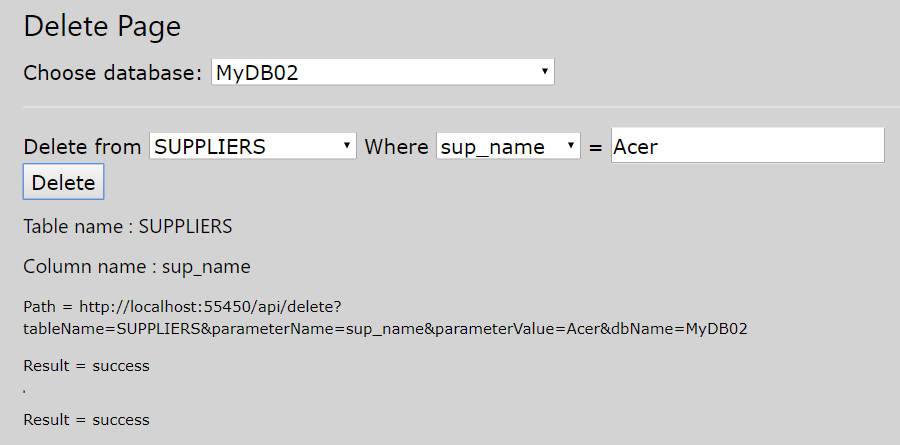 Delete Page
Choose database: MyDB02
Delete from SUPPLIERS Where sup_name = Acer
Delete
Table name : SUPPLIERS
Column name : sup_name
Path = http://localhost:55450/api/delete?
tableName=SUPPLIERS&parameterName=sup_name&parameterValue=Acer&dbName=MyDB02
Result = success
.
Result = success